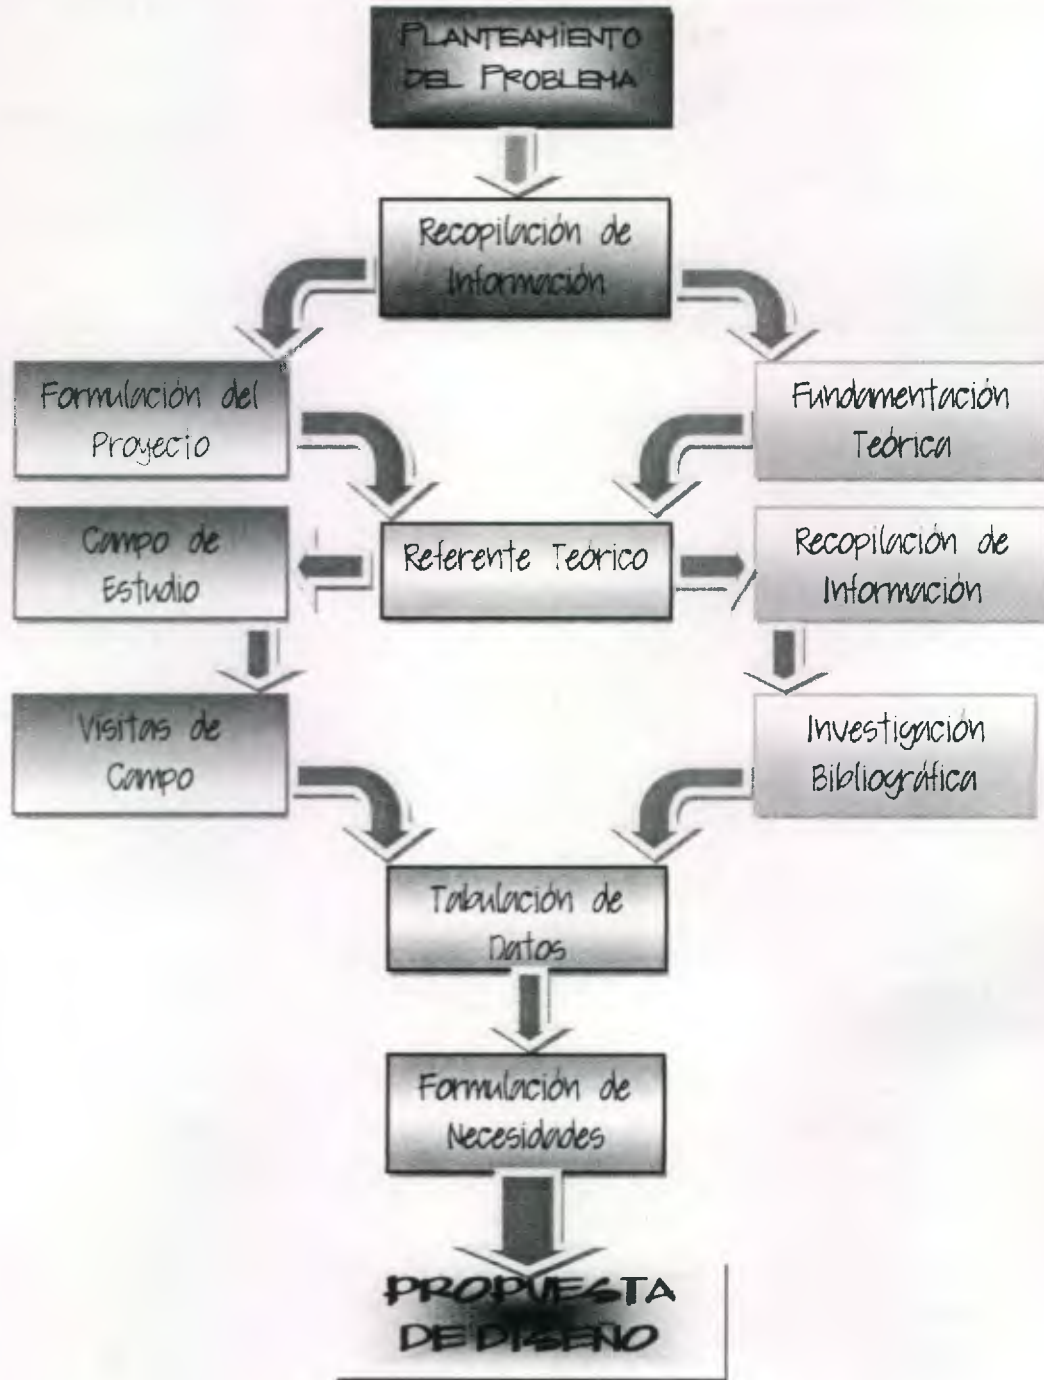 PLANTEAMIENTO
DEL PROBLEMA
Recopilación de
Información
Formulación del
Proyecto
Fundamentación
Teórica
Campo de
Estudio
Referente Teórico
Recopilación de
Información
Visitas de
Campo
Investigación
Bibliográfica
Tabulación de
Datos
Formulación de
Necesidades
PROPUESTA
DE DISEÑO